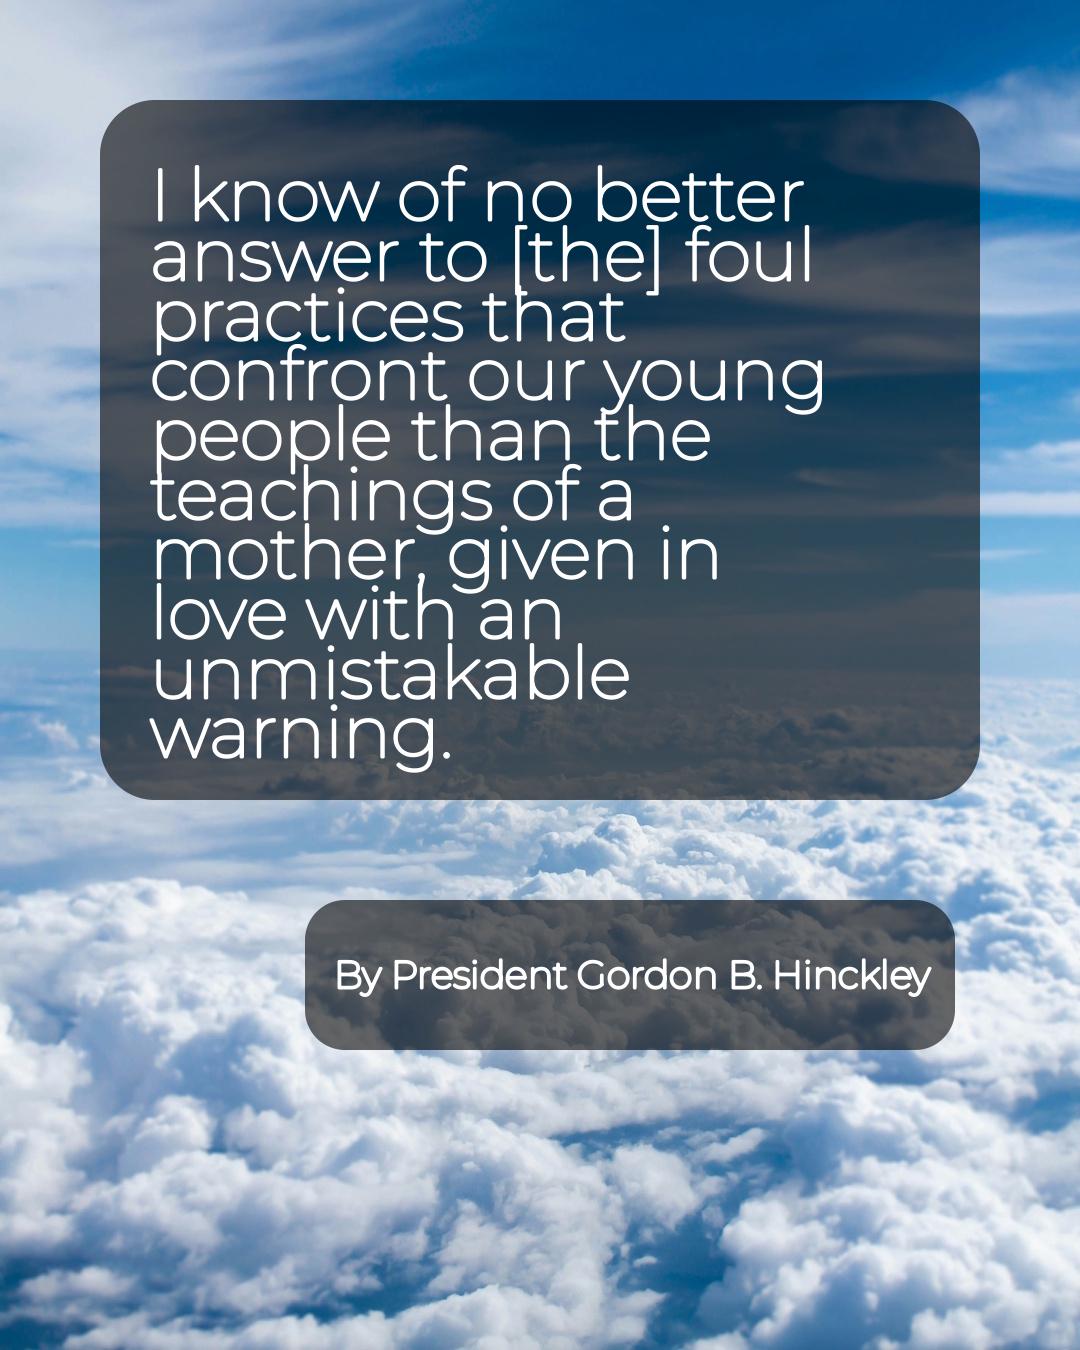 I know of no better
answer to [the] foul
practices that
confront our young
people than the
teachings of a
mother, given in
love with an
unmistakable
warning.
By President Gordon B. Hinckley